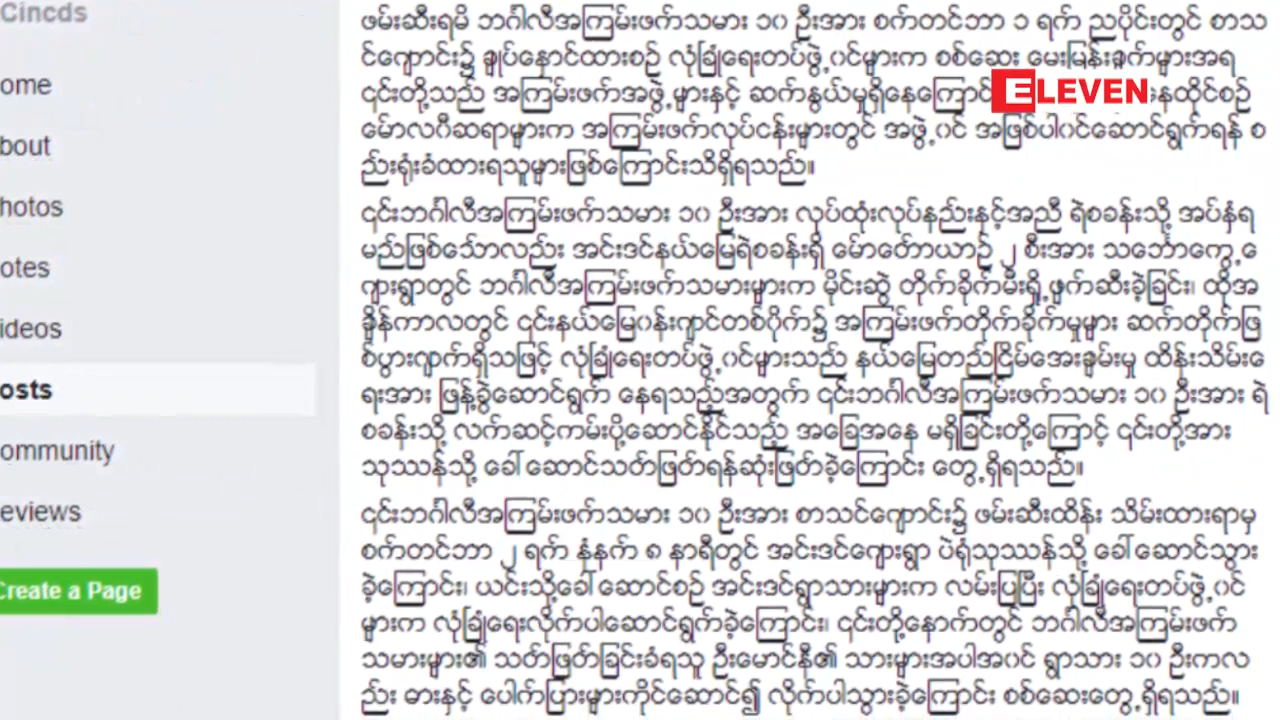 Cincds
ome
bout
hotos
otes
ideos
osts
ommunity
eviews
Create a Page
ELEVEN
ဖမ်းဆီးရမိ ဘင်္ဂါလီအကြမ်းဖက်သမား ၁၀ ဦးအား စက်တင်ဘာ ၁ ရက် ညပိုင်းတွင် စာသ
င်ကျောင်း၌ ချုပ်နှောင်ထားစဉ် လုံခြုံရေးတပ်ဖွဲ့ဝင်များက စစ်ဆေး မေးမြန်းချက်များအရ
၎င်းတို့သည် အကြမ်းဖက်အဖွဲ့များနှင့် ဆက်နွယ်မှုရှိနေကြောင် နေထိုင်စဉ်
မော်လဝီဆရာများက အကြမ်းဖက်လုပ်ငန်းများတွင် အဖွဲ့ဝင် အဖြစ်ပါဝင်ဆောင်ရွက်ရန် စ
ည်းရုံးခံထားရသူများဖြစ်ကြောင်းသိရှိရသည်။
၎င်းဘင်္ဂါလီအကြမ်းဖက်သမား ၁၀ ဦးအား လုပ်ထုံးလုပ်နည်းနှင့်အညီ ရဲစခန်းသို့ အပ်နှံရ
မည်ဖြစ်သော်လည်း အင်းဒင်နယ်မြေရဲစခန်းရှိ မော်တော်ယာဉ် ၂ စီးအား သင်္ဘောကွေ့ကေ
ျးရွာတွင် ဘင်္ဂါလီအကြမ်းဖက်သမားများက မိုင်းဆွဲ တိုက်ခိုက်မီးရှို့ဖျက်ဆီးခဲ့ခြင်း၊ ထိုအ
ချိန်ကာလတွင် ၎င်းနယ်မြေဝန်းကျင်တစ်ပိုက်၌ အကြမ်းဖက်တိုက်ခိုက်မှုများ ဆက်တိုက်ဖြ
စ်ပွားလျက်ရှိသဖြင့် လုံခြုံရေးတပ်ဖွဲ့ဝင်များသည် နယ်မြေတည်ငြိမ်အေးချမ်းမှု ထိန်းသိမ်းေ
ရးအား ဖြန့်ခွဲဆောင်ရွက် နေရသည့်အတွက် ၎င်းဘင်္ဂါလီအကြမ်းဖက်သမား ၁၀ ဦးအား ရဲ
စခန်းသို့ လက်ဆင့်ကမ်းပို့ဆောင်နိုင်သည့် အခြေအနေ မရှိခြင်းတို့ကြောင့် ၎င်းတို့အား
သုဿန်သို့ ခေါ်ဆောင်သတ်ဖြတ်ရန်ဆုံးဖြတ်ခဲ့ကြောင်း တွေ့ရှိရသည်။
၎င်းဘင်္ဂါလီအကြမ်းဖက်သမား ၁၀ ဦးအား စာသင်ကျောင်း၌ ဖမ်းဆီးထိန်း သိမ်းထားရာမှ
စက်တင်ဘာ ၂ ရက် နံနက် ၈ နာရီတွင် အင်းဒင်ကျေးရွာ ပဲရုံသုဿန်သို့ ခေါ်ဆောင်သွား
ခဲ့ကြောင်း၊ ယင်းသို့ခေါ်ဆောင်စဉ် အင်းဒင်ရွာသားများက လမ်းပြပြီး လုံခြုံရေးတပ်ဖွဲ့ဝင်
များက လုံခြုံရေးလိုက်ပါဆောင်ရွက်ခဲ့ကြောင်း၊ ၎င်းတို့နောက်တွင် ဘင်္ဂါလီအကြမ်းဖက်
သမားများ၏ သတ်ဖြတ်ခြင်းခံရသူ ဦးမောင်နီ၏ သားများအပါအဝင် ရွာသား ၁၀ ဦးကလ
ည်း ဓားနှင့် ပေါက်ပြားများကိုင်ဆောင်၍ လိုက်ပါသွားခဲ့ကြောင်း စစ်ဆေးတွေ့ရှိရသည်။